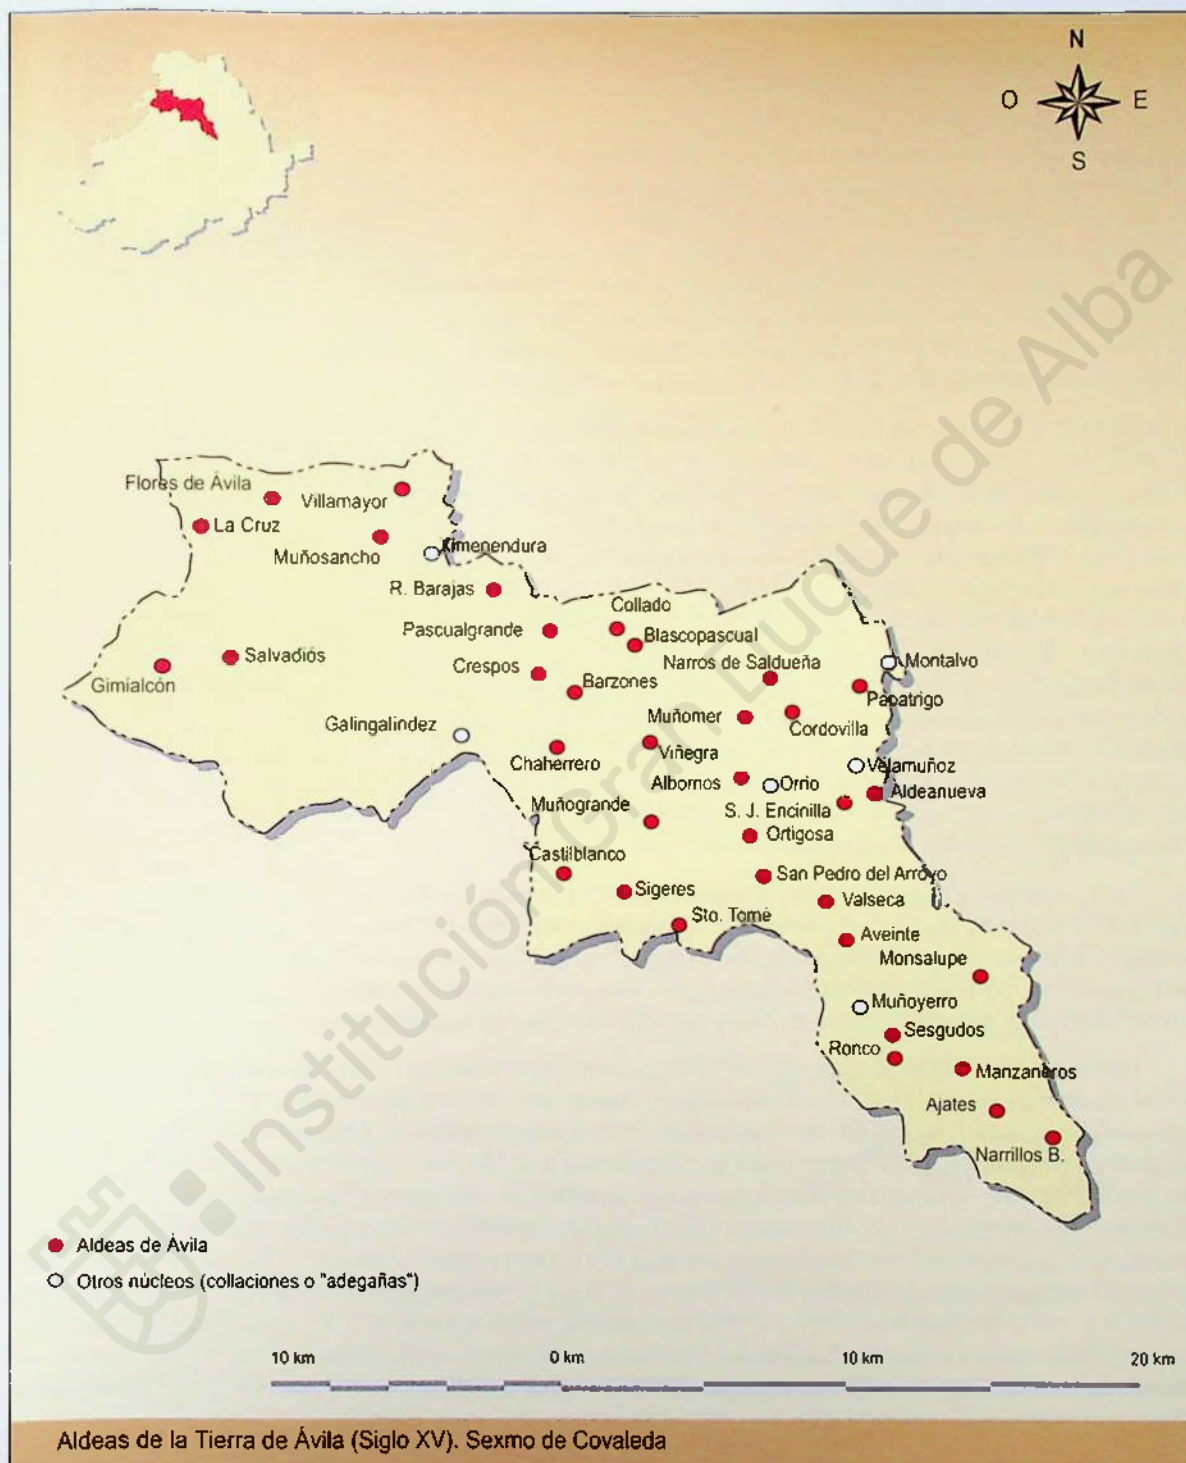 N
O
E
S
Flores de Ávila
Villamayor
La Cruz
Muñosancho
Ximenendura
R. Barajas
Collado
Pascualgrande
Blascopascual
Salvadiós
Narros de Saldueña
Montalvo
Crespos
Gimialcón
Barzones
Papatrigo
Galingalindez
Muñomer
Cordovilla
Viñegra
Chaherrero
Velamuñoz
Albornos
Orrio
Aldeanueva
Muñogrande
S. J. Encinilla
Ortigosa
Castilblanco
San Pedro del Arroyo
Sigeres
Valseca
Sto. Tomé
Aveinte
Monsalupe
Muñoyerro
Sesgudos
Ronco
Manzaneros
Ajates
Narrillos B.
Institución Gran Duque de Alba
Aldeas de Ávila
Otros núcleos (collaciones o "adegañas")
10 km
0 km
10 km
20 km
Aldeas de la Tierra de Ávila (Siglo XV). Sexmo de Covaleda